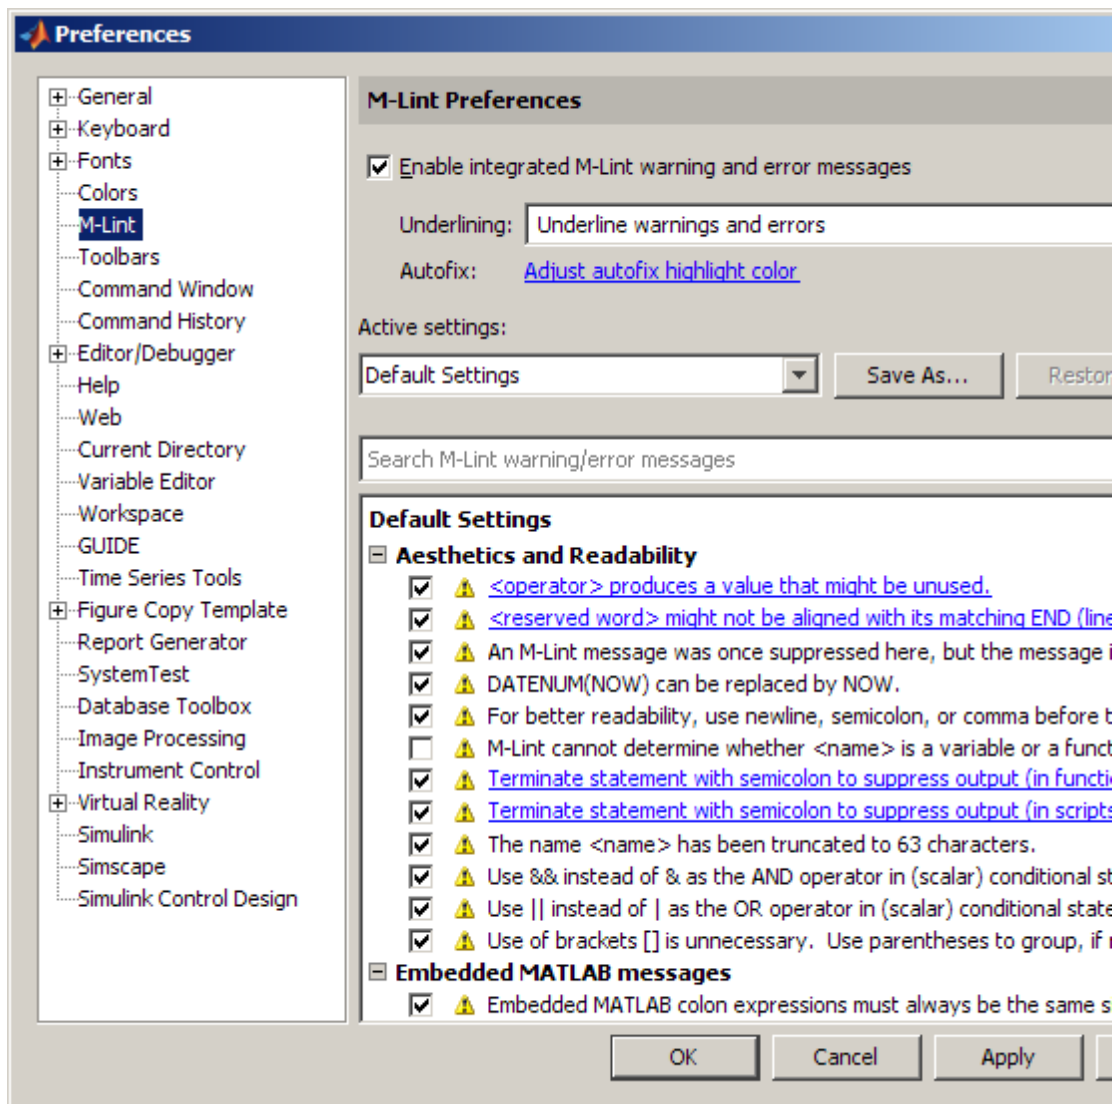 Preferences
General
Keyboard
Fonts
Colors
M-Lint
Toolbars
Command Window
Command History
Editor/Debugger
Help
Web
Current Directory
Variable Editor
Workspace
GUIDE
Time Series Tools
Figure Copy Template
Report Generator
SystemTest
Database Toolbox
Image Processing
Instrument Control
Virtual Reality
Simulink
Simscape
Simulink Control Design
M-Lint Preferences
Enable integrated M-Lint warning and error messages
Underlining: Underline warnings and errors
Autofix: Adjust autofix highlight color
Active settings:
Default Settings Save As... Restor
Search M-Lint warning/error messages
Default Settings
Aesthetics and Readability
<operator> produces a value that might be unused.
<reserved word> might not be aligned with its matching END (line
An M-Lint message was once suppressed here, but the message i
DATENUM(NOW) can be replaced by NOW.
For better readability, use newline, semicolon, or comma before t
M-Lint cannot determine whether <name> is a variable or a funct
Terminate statement with semicolon to suppress output (in functi
Terminate statement with semicolon to suppress output (in scripts
The name <name> has been truncated to 63 characters.
Use && instead of & as the AND operator in (scalar) conditional st
Use || instead of | as the OR operator in (scalar) conditional state
Use of brackets [] is unnecessary. Use parentheses to group, if
Embedded MATLAB messages
Embedded MATLAB colon expressions must always be the same s
OK Cancel Apply